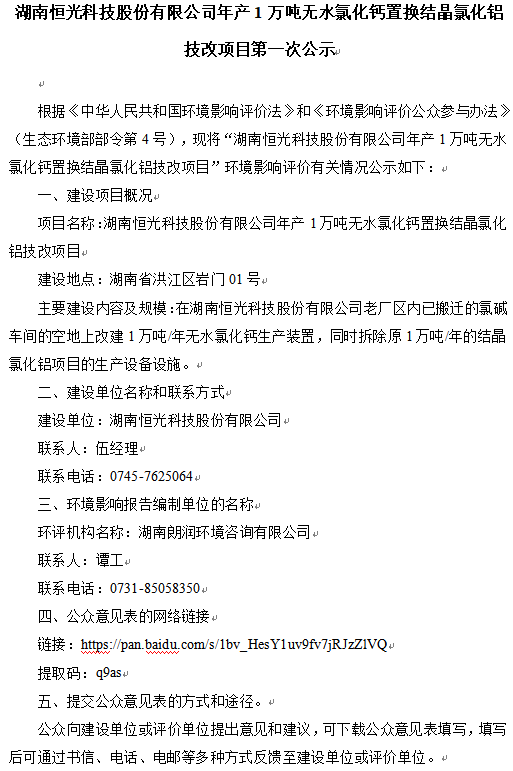 湖南恒光科技股份有限公司年产 1 万吨无水氯化钙置换结晶氯化铝
技改项目第一次公示
根据《中华人民共和国环境影响评价法》和《环境影响评价公众参与办法》
（生态环境部部令第 4 号），现将“湖南恒光科技股份有限公司年产 1 万吨无水
氯化钙置换结晶氯化铝技改项目”环境影响评价有关情况公示如下：
一、建设项目概况
项目名称：湖南恒光科技股份有限公司年产 1 万吨无水氯化钙置换结晶氯化
铝技改项目
建设地点：湖南省洪江区岩门 01 号
主要建设内容及规模：在湖南恒光科技股份有限公司老厂区内已搬迁的氯碱
车间的空地上改建 1 万吨/年无水氯化钙生产装置，同时拆除原 1 万吨/年的结晶
氯化铝项目的生产设备设施。
二、建设单位名称和联系方式
建设单位：湖南恒光科技股份有限公司
联系人：伍经理
联系电话：0745-7625064
三、环境影响报告编制单位的名称
环评机构名称：湖南朗润环境咨询有限公司
联系人：谭工
联系电话：0731-85058350
四、公众意见表的网络链接
链接：https://pan.baidu.com/s/1bv_HesY1uv9fv7jRJzZlVQ
提取码：q9as
五、提交公众意见表的方式和途径。
公众向建设单位或评价单位提出意见和建议，可下载公众意见表填写，填写
后可通过书信、电话、电邮等多种方式反馈至建设单位或评价单位。